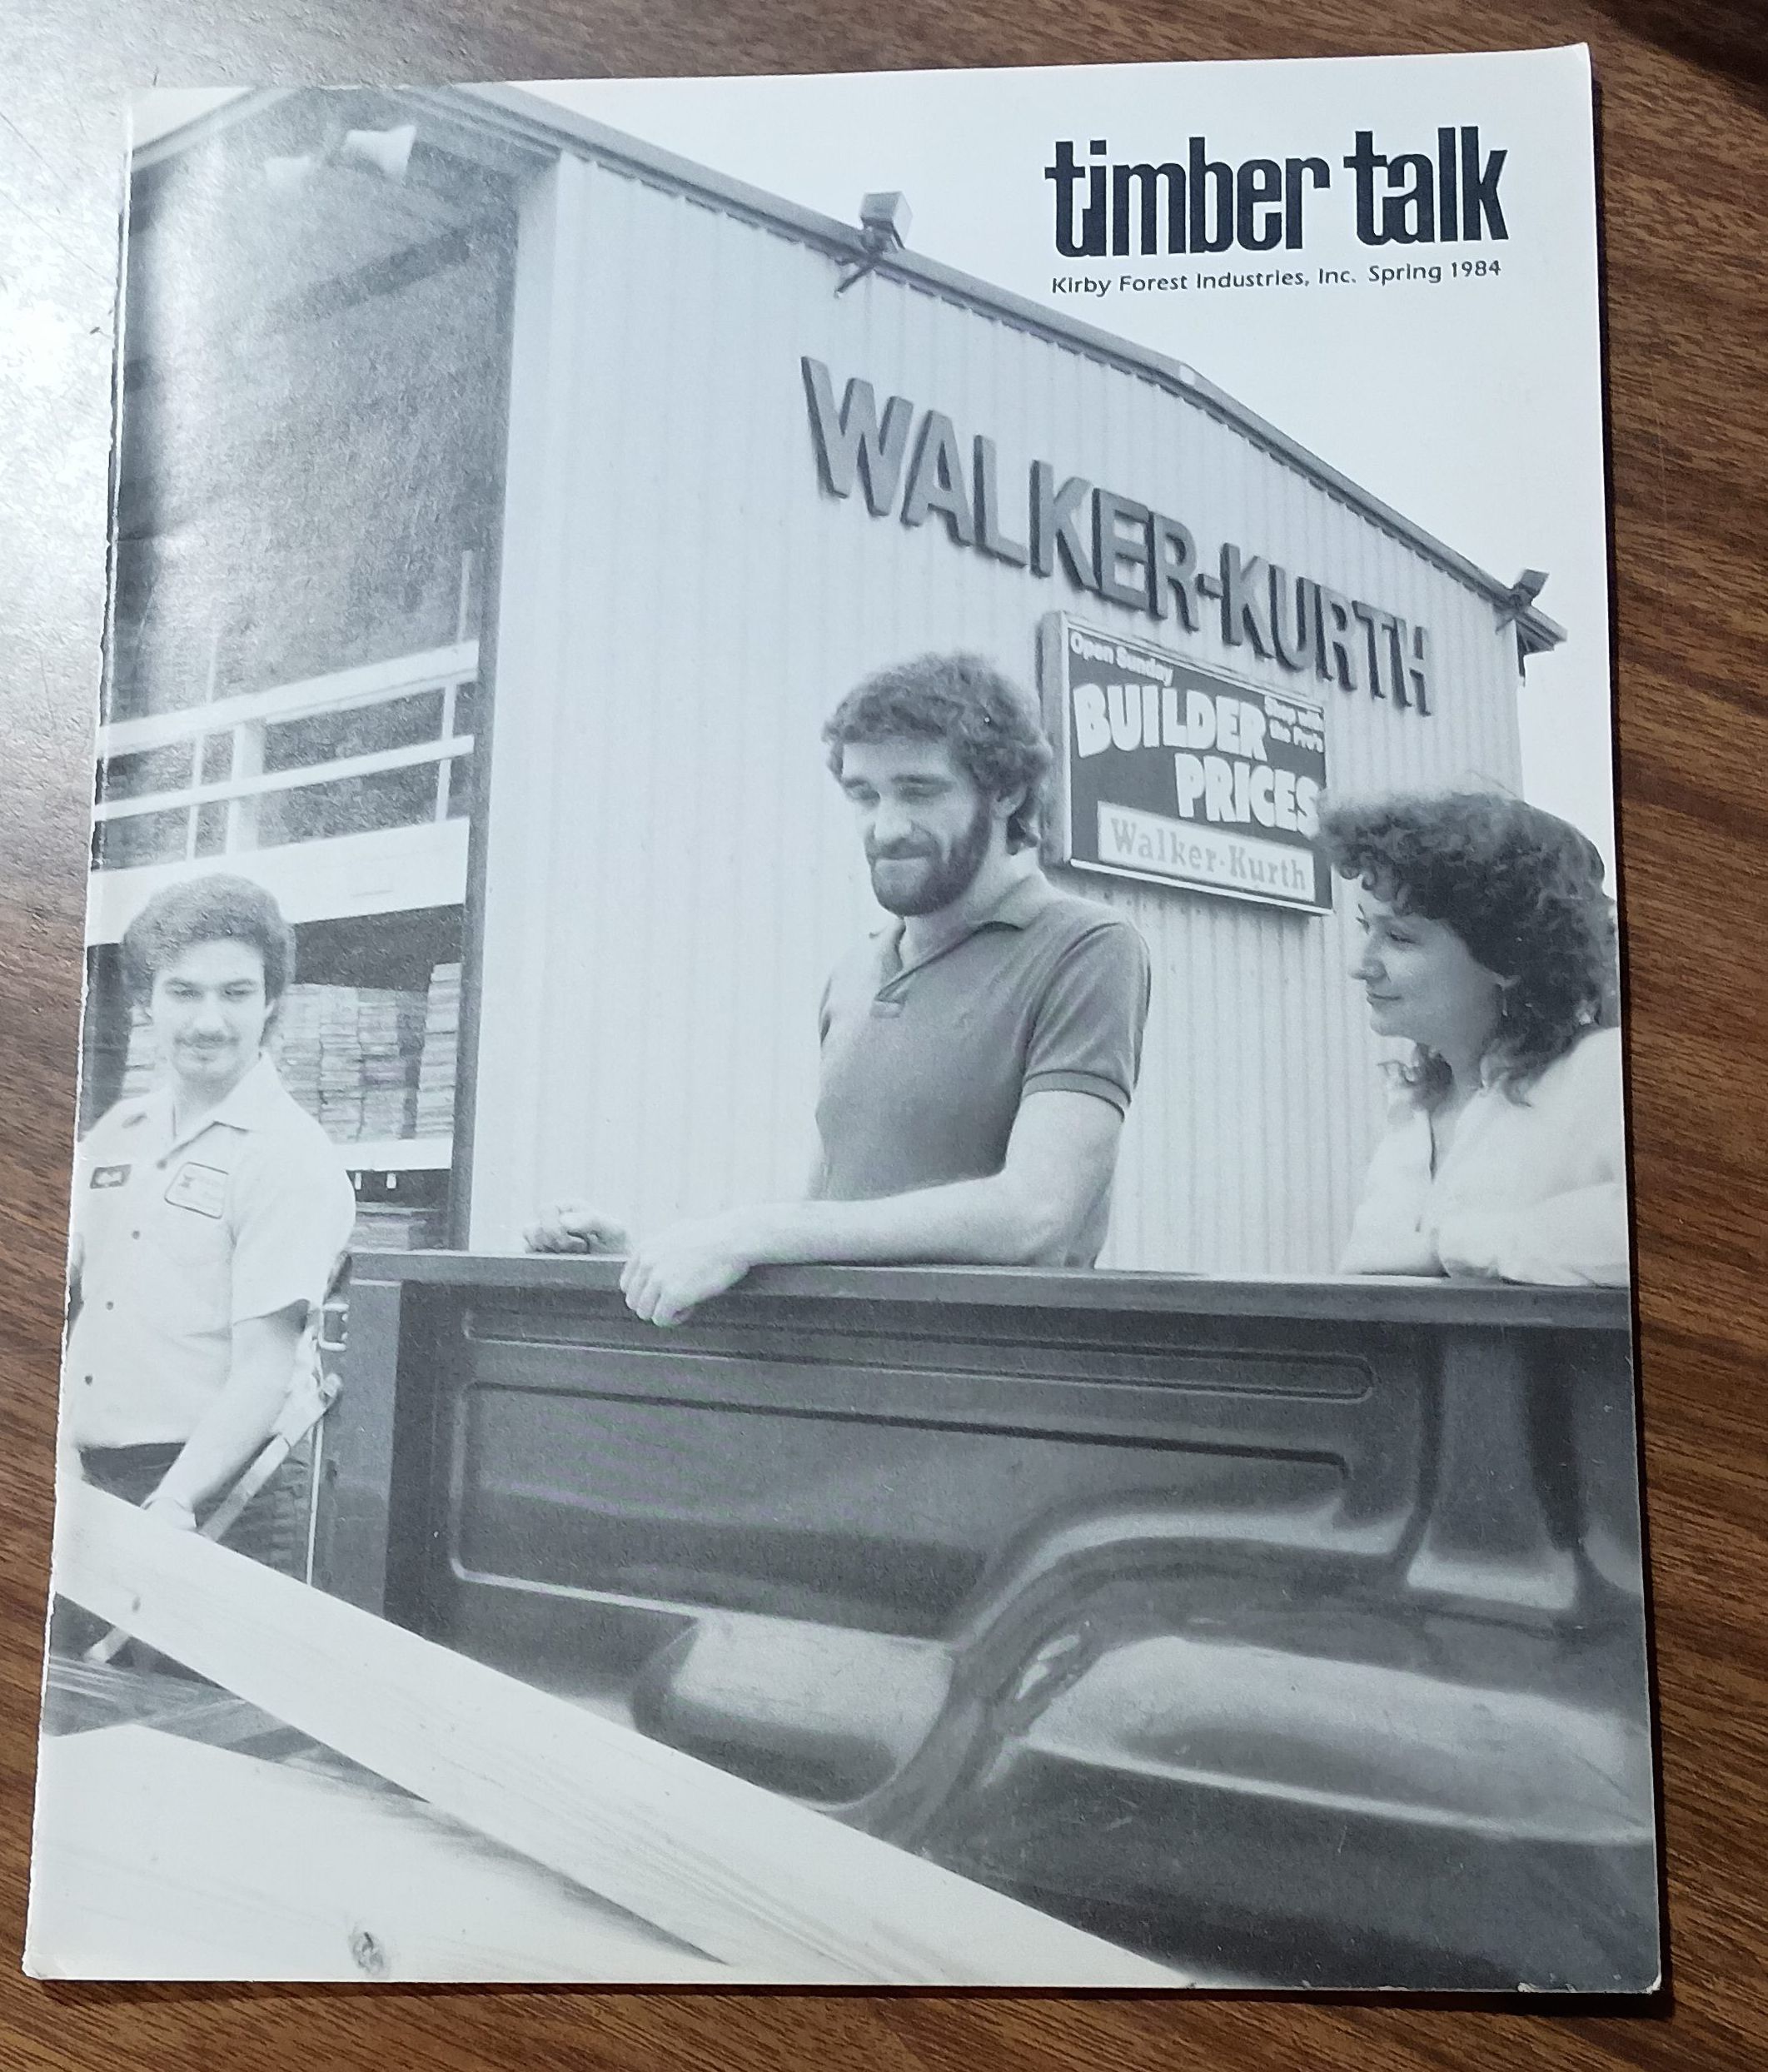 timber talk
Kirby Forest Industries, Inc. Spring 1984
WALKER-KURTH
Open Sunday
BUILDER
Shop with
the Pro's
PRICES
Walker-Kurth